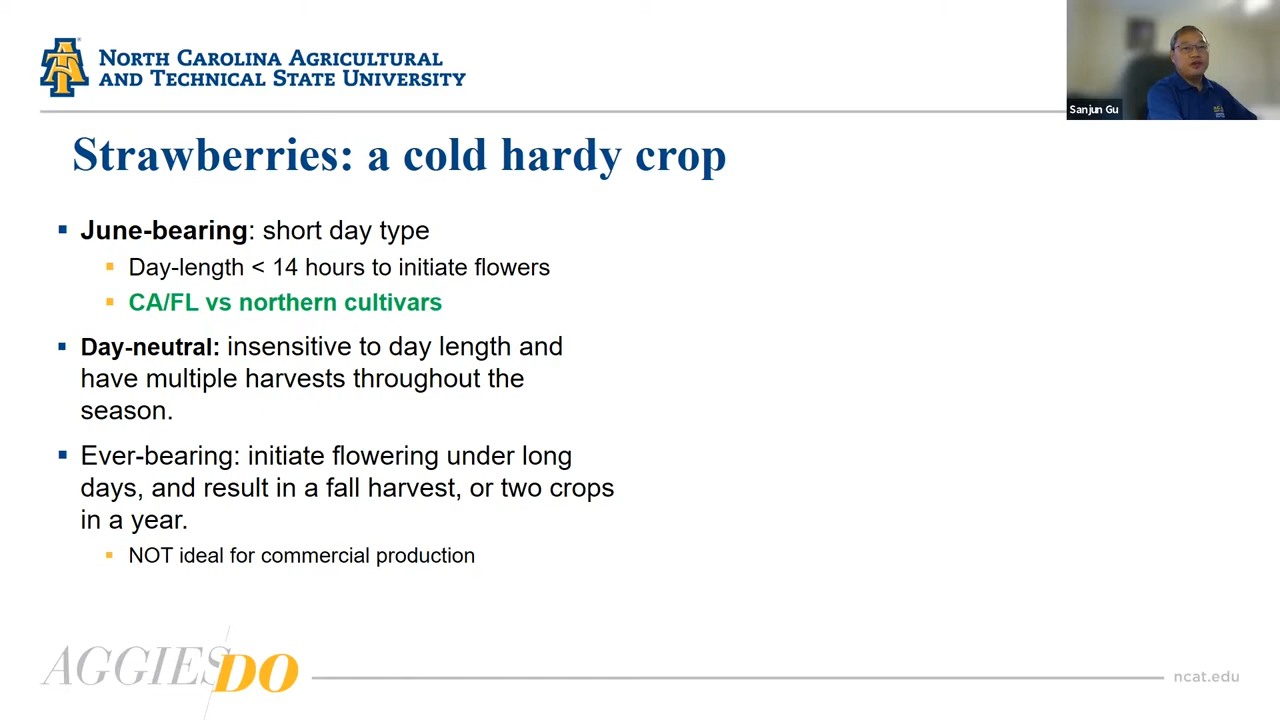 NORTH CAROLINA AGRICULTURAL
AND TECHNICAL STATE UNIVERSITY
Sanjun Gu
Strawberries: a cold hardy crop
June-bearing: short day type
Day-length < 14 hours to initiate flowers
CA/FL vs northern cultivars
Day-neutral: insensitive to day length and
have multiple harvests throughout the
season.
Ever-bearing: initiate flowering under long
days, and result in a fall harvest, or two crops
in a year.
NOT ideal for commercial production
AGGIES DO
ncat.edu